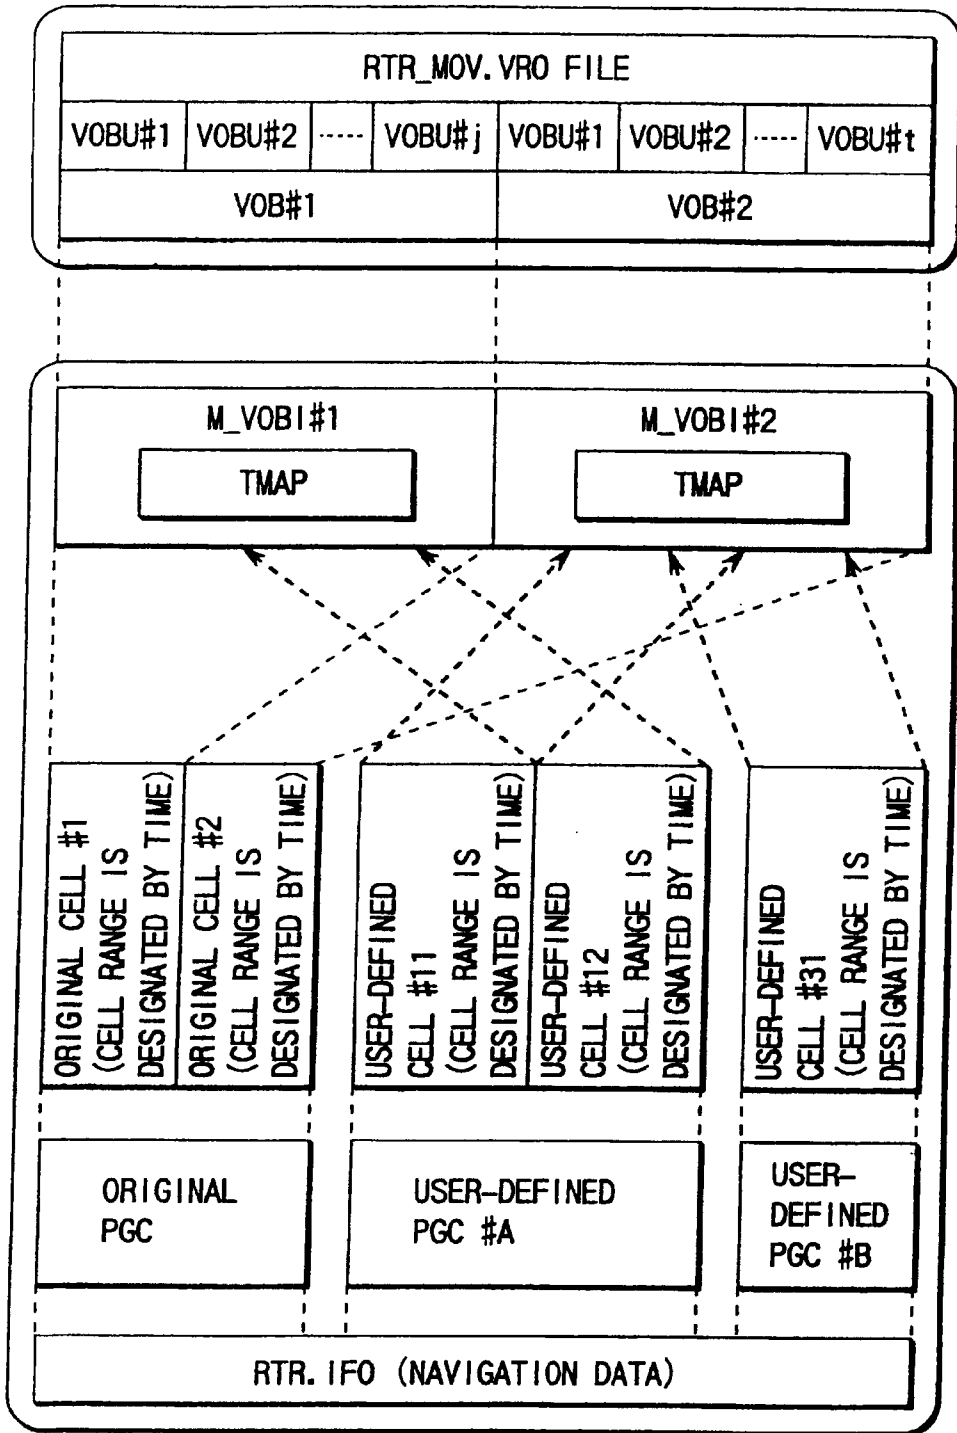 RTR_MOV.VRO FILE
VOBU#1 VOBU#2 ----- VOBU#j VOBU#1 VOBU#2 ----- VOBU#t
VOB#1 VOB#2
M_VOBI#1 M_VOBI#2
TMAP TMAP
ORIGINAL CELL #1
(CELL RANGE IS
DESIGNATED BY TIME)
ORIGINAL CELL #2
(CELL RANGE IS
DESIGNATED BY TIME)
USER-DEFINED
CELL #11
(CELL RANGE IS
DESIGNATED BY TIME)
USER-DEFINED
CELL #12
(CELL RANGE IS
DESIGNATED BY TIME)
USER-DEFINED
CELL #31
(CELL RANGE IS
DESIGNATED BY TIME)
ORIGINAL
PGC
USER-DEFINED
PGC #A
USER-
DEFINED
PGC #B
RTR.IFO (NAVIGATION DATA)